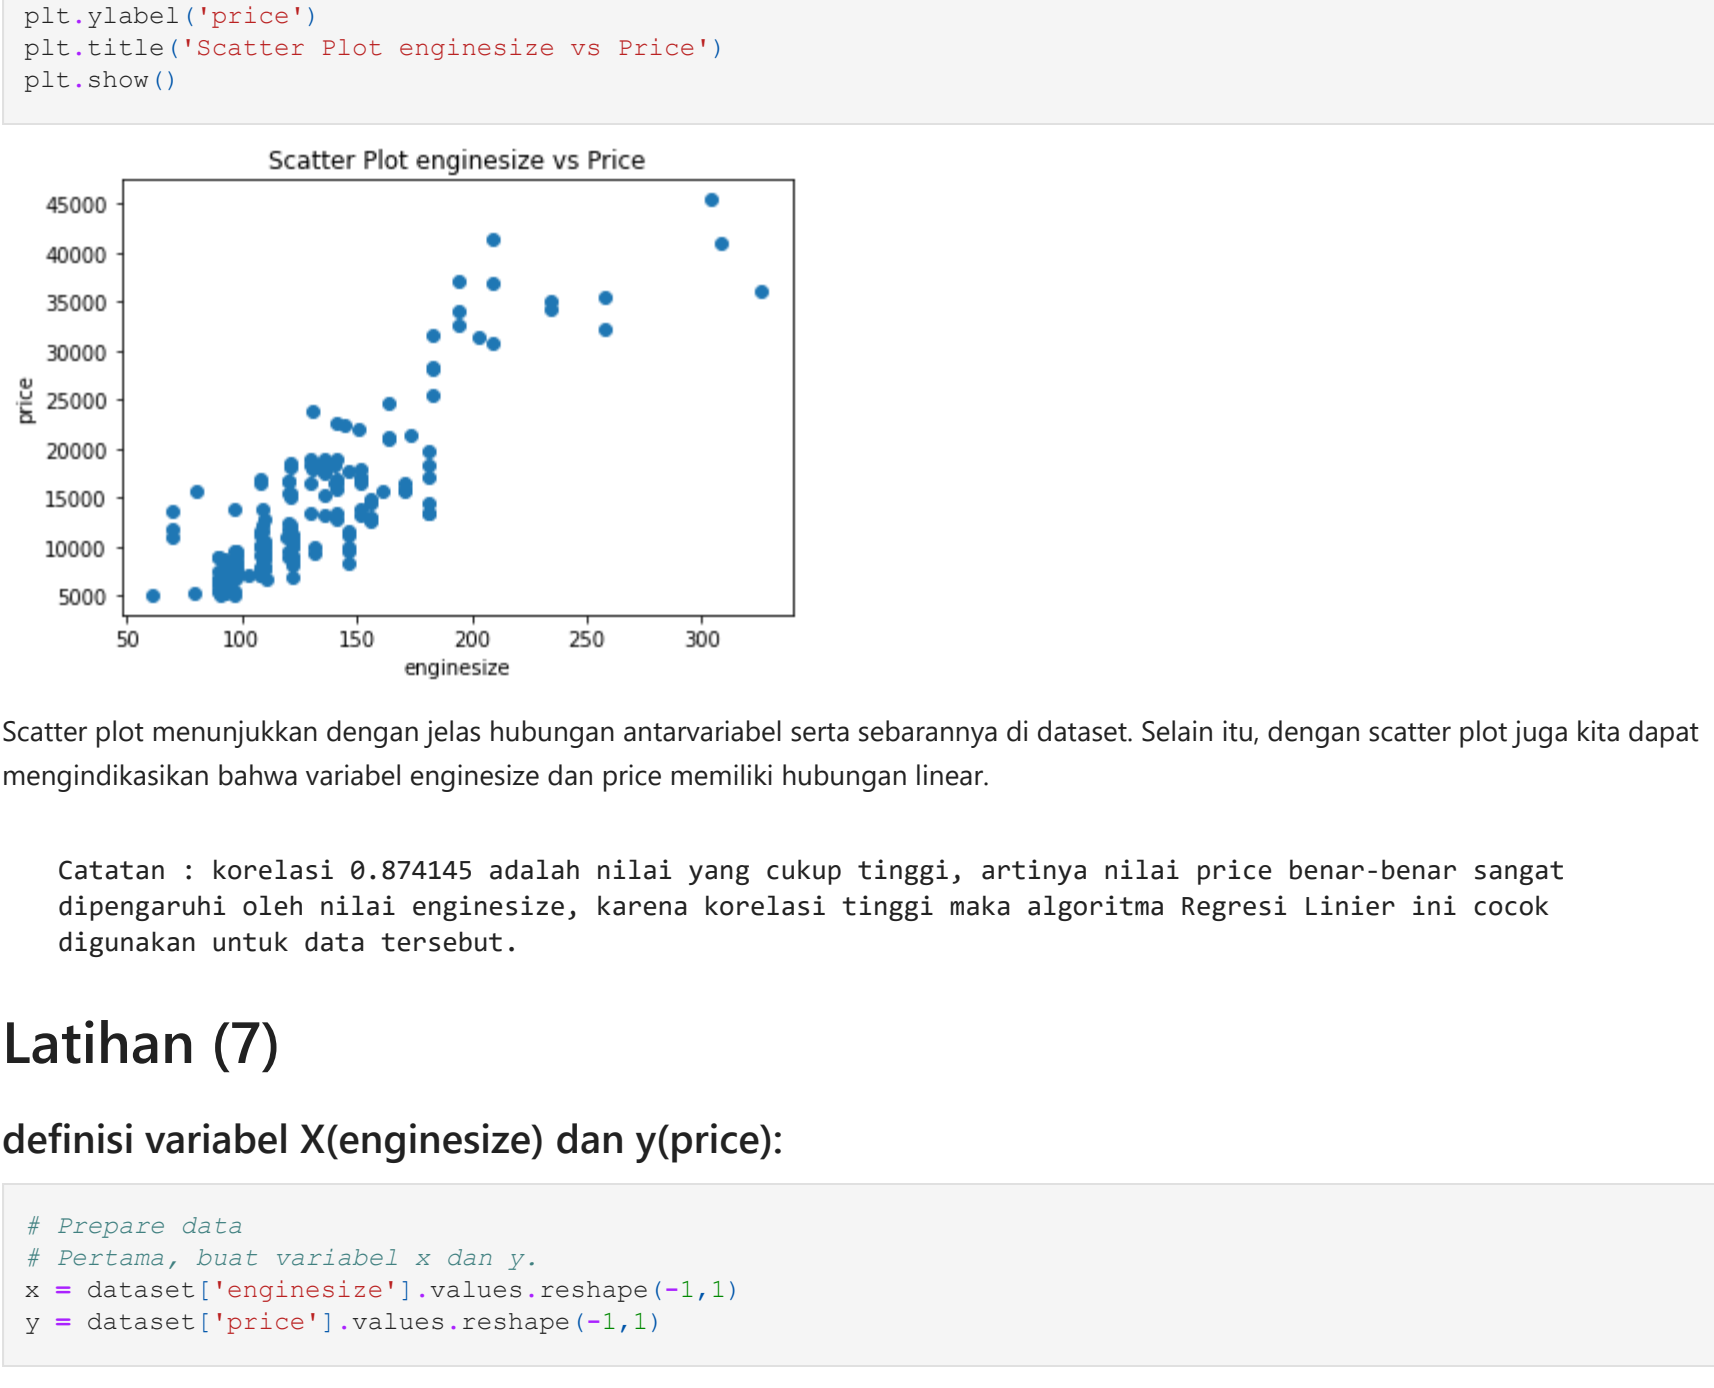 plt.ylabel('price')
plt.title('Scatter Plot enginesize vs Price')
plt.show()
Scatter Plot enginesize vs Price
45000
40000
35000
30000
25000
20000
15000
10000
5000
price
50 100 150 200 250 300
enginesize
Scatter plot menunjukkan dengan jelas hubungan antarvariabel serta sebarannya di dataset. Selain itu, dengan scatter plot juga kita dapat
mengindikasikan bahwa variabel enginesize dan price memiliki hubungan linear.
Catatan : korelasi 0.874145 adalah nilai yang cukup tinggi, artinya nilai price benar-benar sangat
dipengaruhi oleh nilai enginesize, karena korelasi tinggi maka algoritma Regresi Linier ini cocok
digunakan untuk data tersebut.
Latihan (7)
definisi variabel X(enginesize) dan y(price):
# Prepare data
# Pertama, buat variabel x dan y.
x = dataset['enginesize'].values.reshape(-1,1)
y = dataset['price'].values.reshape(-1,1)